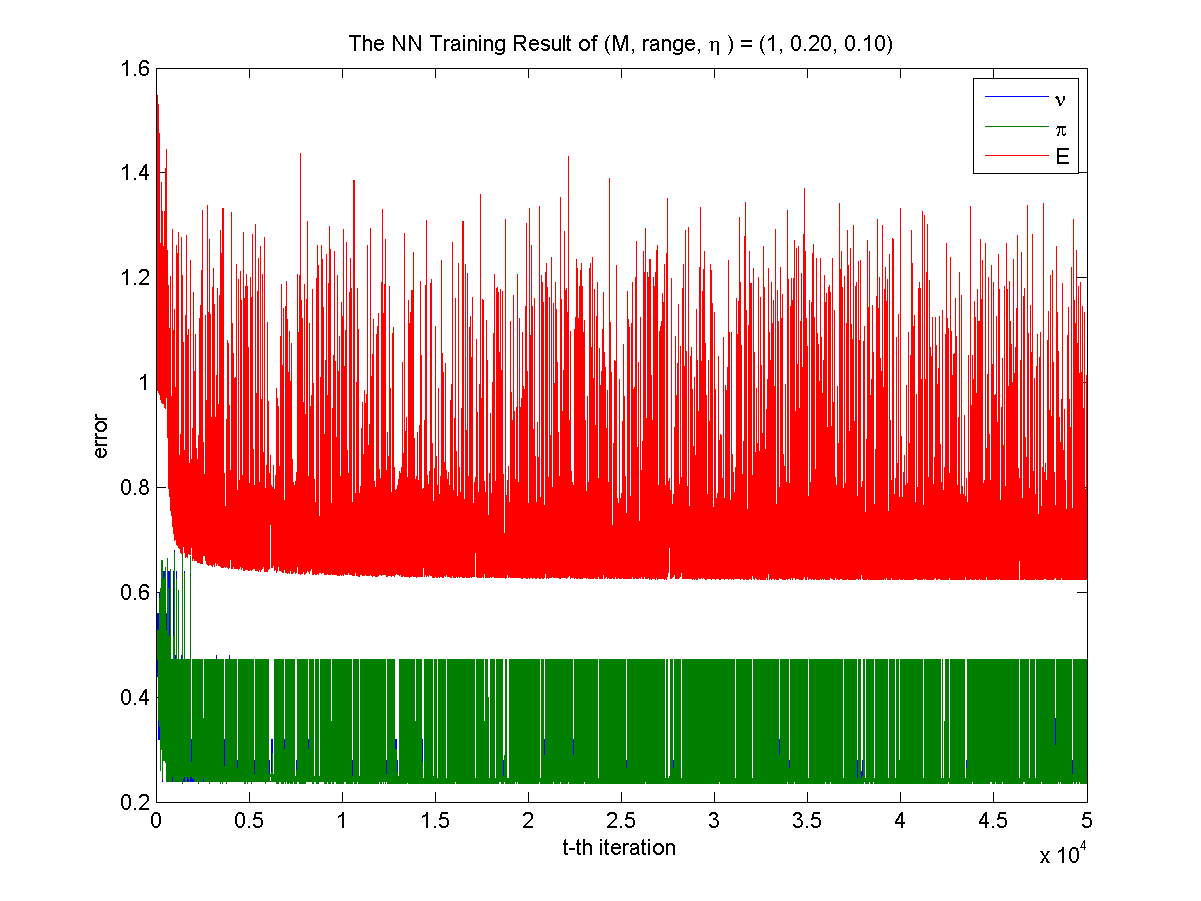 The NN Training Result of (M, range, η ) = (1, 0.20, 0.10)
1.6
1.4
1.2
1
0.8
0.6
0.4
0.2
error
ν
π
E
0 0.5 1 1.5 2 2.5 3 3.5 4 4.5 5
t-th iteration
x 10^4